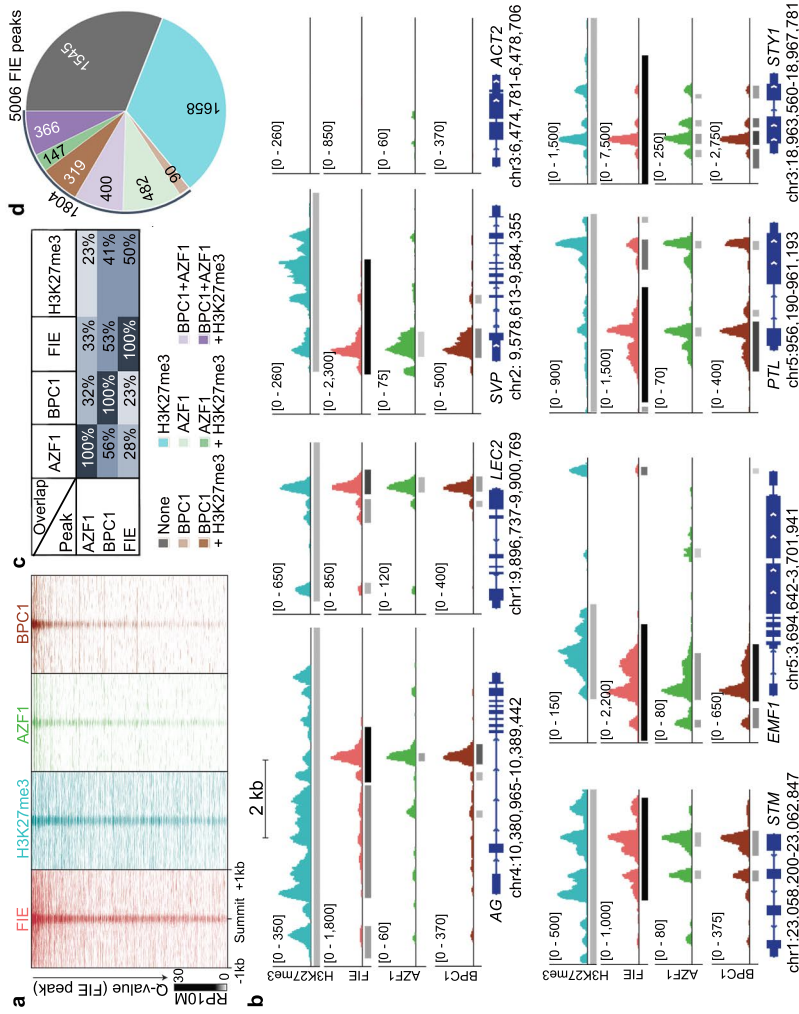 a
FIE
H3K27me3
AZF1
BPC1
Q-value (FIE peak)
30
RP10M
0
-1kb Summit +1kb
c
Overlap
Peak
AZF1 BPC1 FIE H3K27me3
AZF1 100% 32% 33% 23%
BPC1 56% 100% 53% 41%
FIE 28% 23% 100% 50%
None
H3K27me3
BPC1
AZF1
BPC1+AZF1
BPC1
+ H3K27me3
AZF1
+ H3K27me3
BPC1+AZF1
+ H3K27me3
d
5006 FIE peaks
1545
1658
90
482
400
319
147
366
1804
b
2 kb
H3K27me3
FIE
AZF1
BPC1
[0 - 350]
[0 - 1,800]
[0 - 60]
[0 - 370]
AG
chr4:10,380,965-10,389,442
[0 - 650]
[0 - 850]
[0 - 120]
[0 - 400]
LEC2
chr1:9,896,737-9,900,769
[0 - 260]
[0 - 2,300]
[0 - 75]
[0 - 500]
SVP
chr2: 9,578,613-9,584,355
[0 - 260]
[0 - 850]
[0 - 60]
[0 - 370]
ACT2
chr3:6,474,781-6,478,706
H3K27me3
FIE
AZF1
BPC1
[0 - 500]
[0 - 1,000]
[0 - 80]
[0 - 375]
STM
chr1:23,058,200-23,062,847
[0 - 150]
[0 - 2,200]
[0 - 80]
[0 - 650]
EMF1
chr5:3,694,642-3,701,941
[0 - 900]
[0 - 1,500]
[0 - 70]
[0 - 400]
PTL
chr5:956,190-961,193
[0 - 1,500]
[0 - 7,500]
[0 - 250]
[0 - 2,750]
STY1
chr3:18,963,560-18,967,781